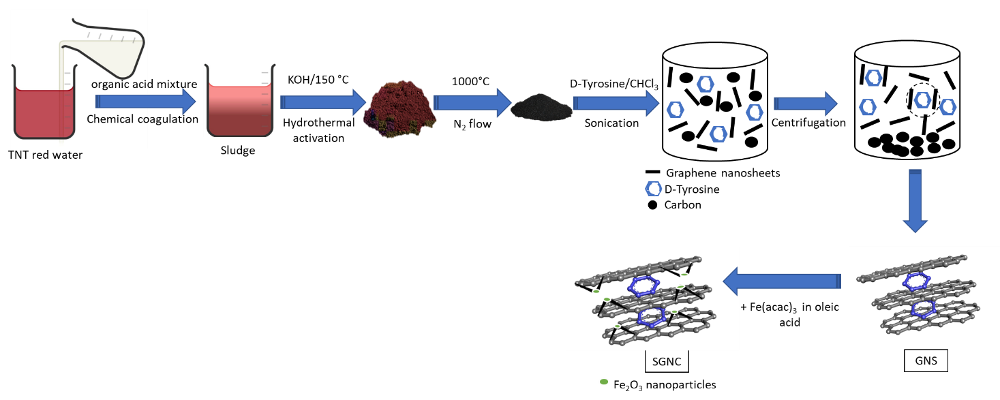 TNT red water
organic acid mixture
Chemical coagulation
Sludge
KOH/150 °C
Hydrothermal
activation
1000°C
N₂ flow
D-Tyrosine/CHCl₃
Sonication
Graphene nanosheets
D-Tyrosine
Carbon
Centrifugation
GNS
+ Fe(acac)₃ in oleic
acid
SGNC
Fe₂O₃ nanoparticles